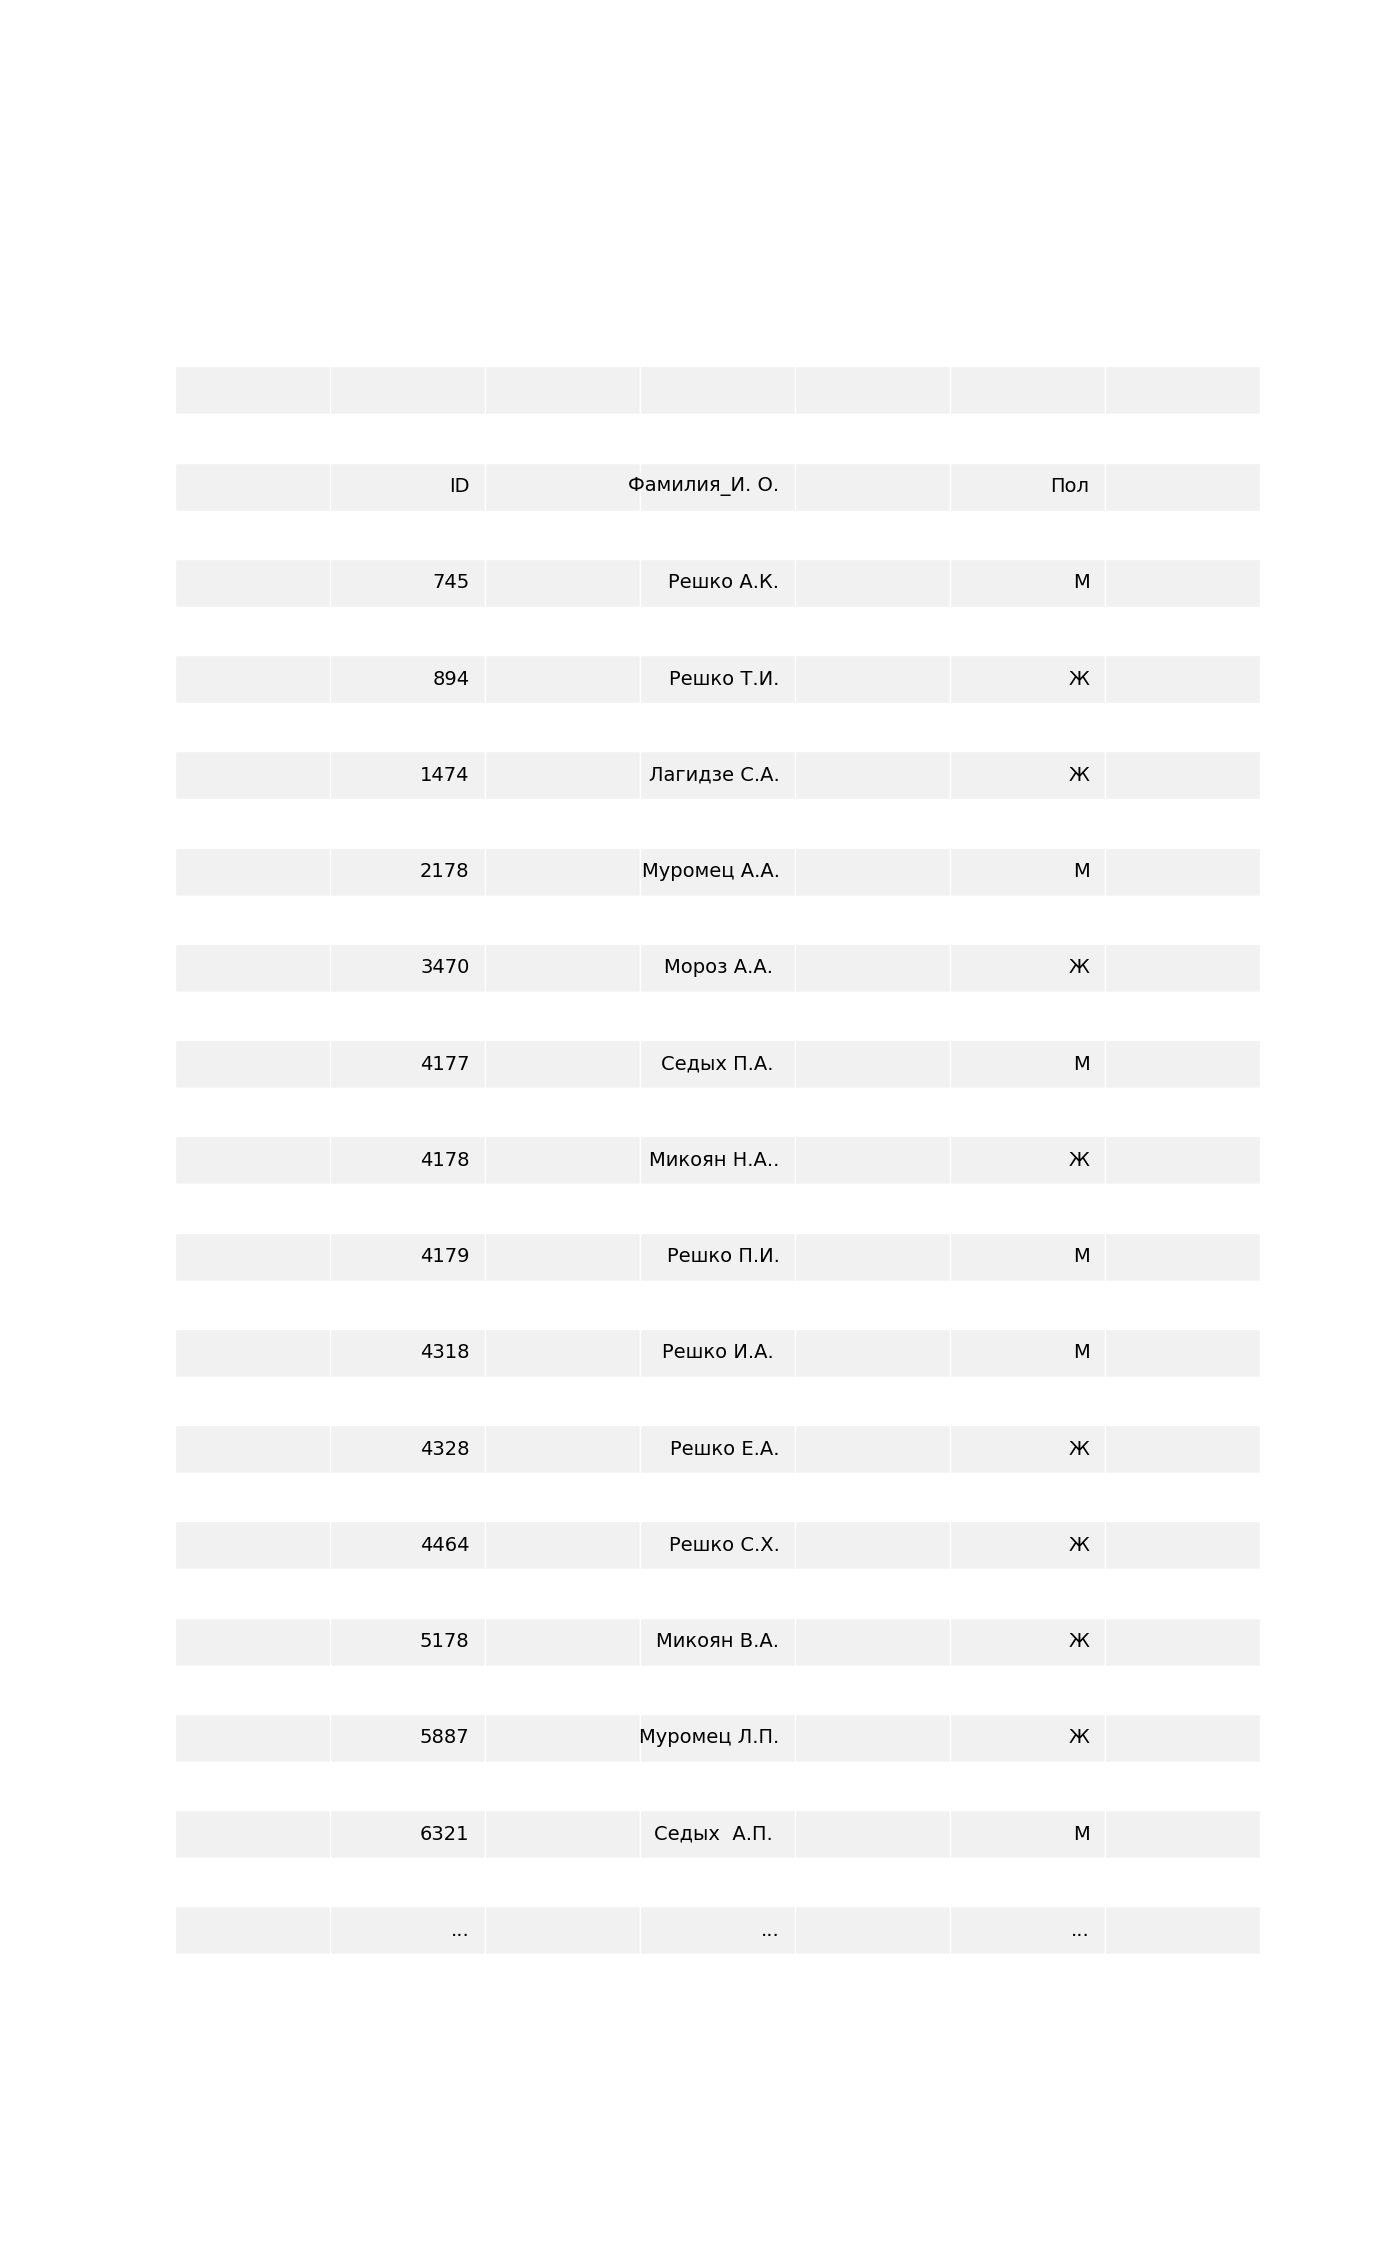 ID Фамилия_И. О. Пол
745 Решко А.К. М
894 Решко Т.И. Ж
1474 Лагидзе С.А. Ж
2178 Муромец А.А. М
3470 Мороз А.А. Ж
4177 Седых П.А. М
4178 Микоян Н.А.. Ж
4179 Решко П.И. М
4318 Решко И.А. М
4328 Решко Е.А. Ж
4464 Решко С.Х. Ж
5178 Микоян В.А. Ж
5887 Муромец Л.П. Ж
6321 Седых  А.П. М
... ... ...